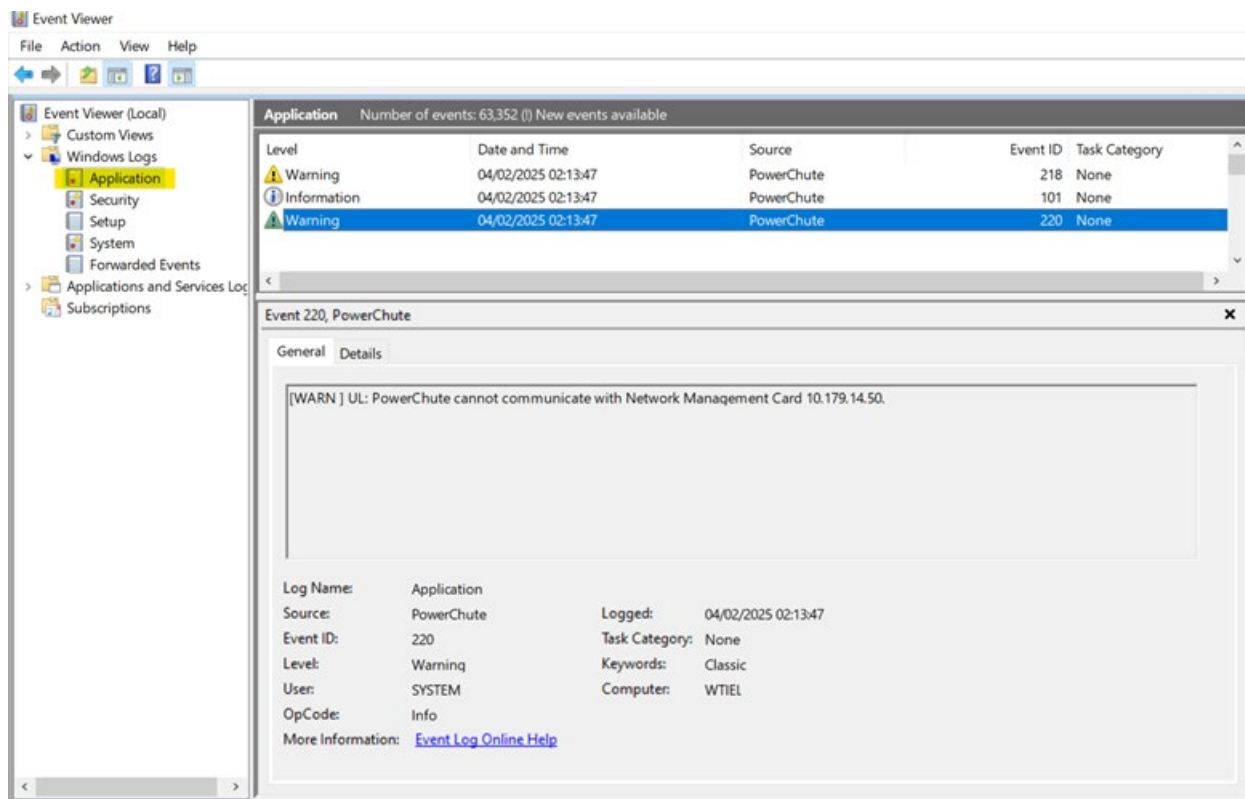 Event Viewer
File Action View Help
Event Viewer (Local)
Custom Views
Windows Logs
Application
Security
Setup
System
Forwarded Events
Applications and Services Log
Subscriptions
Application Number of events: 63,352 (!) New events available
Level Date and Time Source Event ID Task Category
Warning 04/02/2025 02:13:47 PowerChute 218 None
Information 04/02/2025 02:13:47 PowerChute 101 None
Warning 04/02/2025 02:13:47 PowerChute 220 None
Event 220, PowerChute
General Details
[WARN ] UL: PowerChute cannot communicate with Network Management Card 10.179.14.50.
Log Name: Application
Source: PowerChute Logged: 04/02/2025 02:13:47
Event ID: 220 Task Category: None
Level: Warning Keywords: Classic
User: SYSTEM Computer: WTIEL
OpCode: Info
More Information: Event Log Online Help